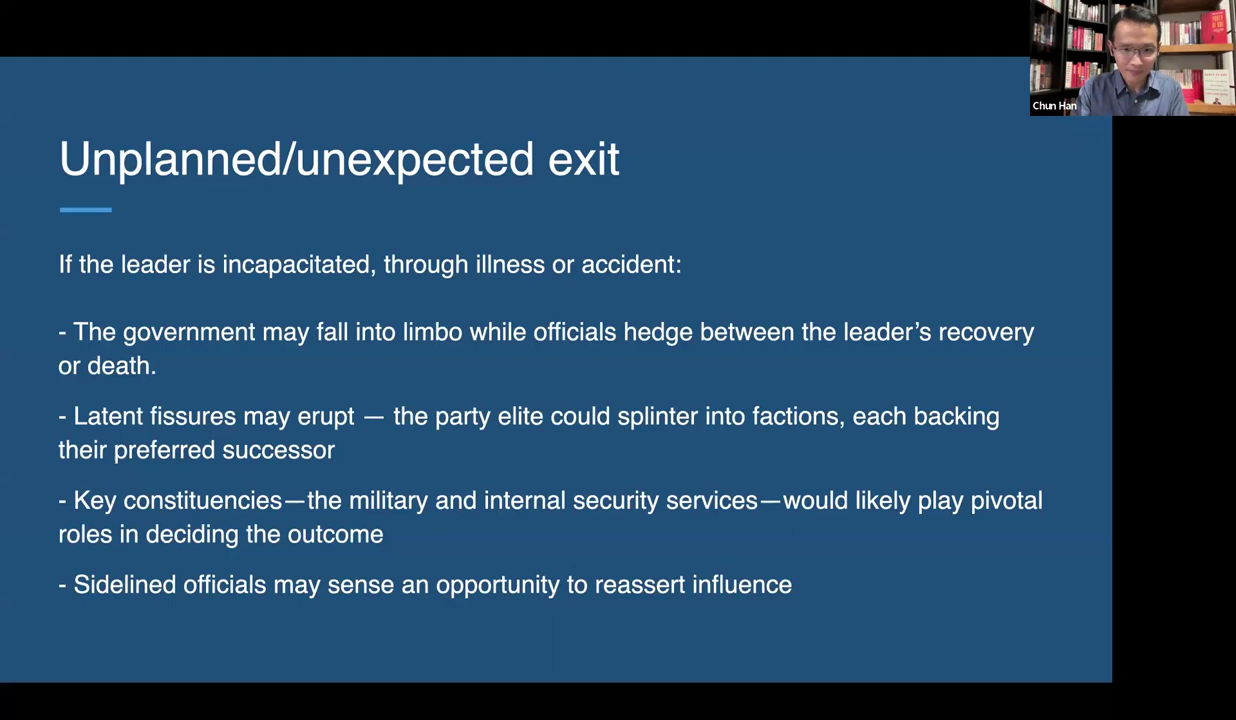 Chun Han
Unplanned/unexpected exit
If the leader is incapacitated, through illness or accident:
- The government may fall into limbo while officials hedge between the leader’s recovery
or death.
- Latent fissures may erupt — the party elite could splinter into factions, each backing
their preferred successor
- Key constituencies—the military and internal security services—would likely play pivotal
roles in deciding the outcome
- Sidelined officials may sense an opportunity to reassert influence